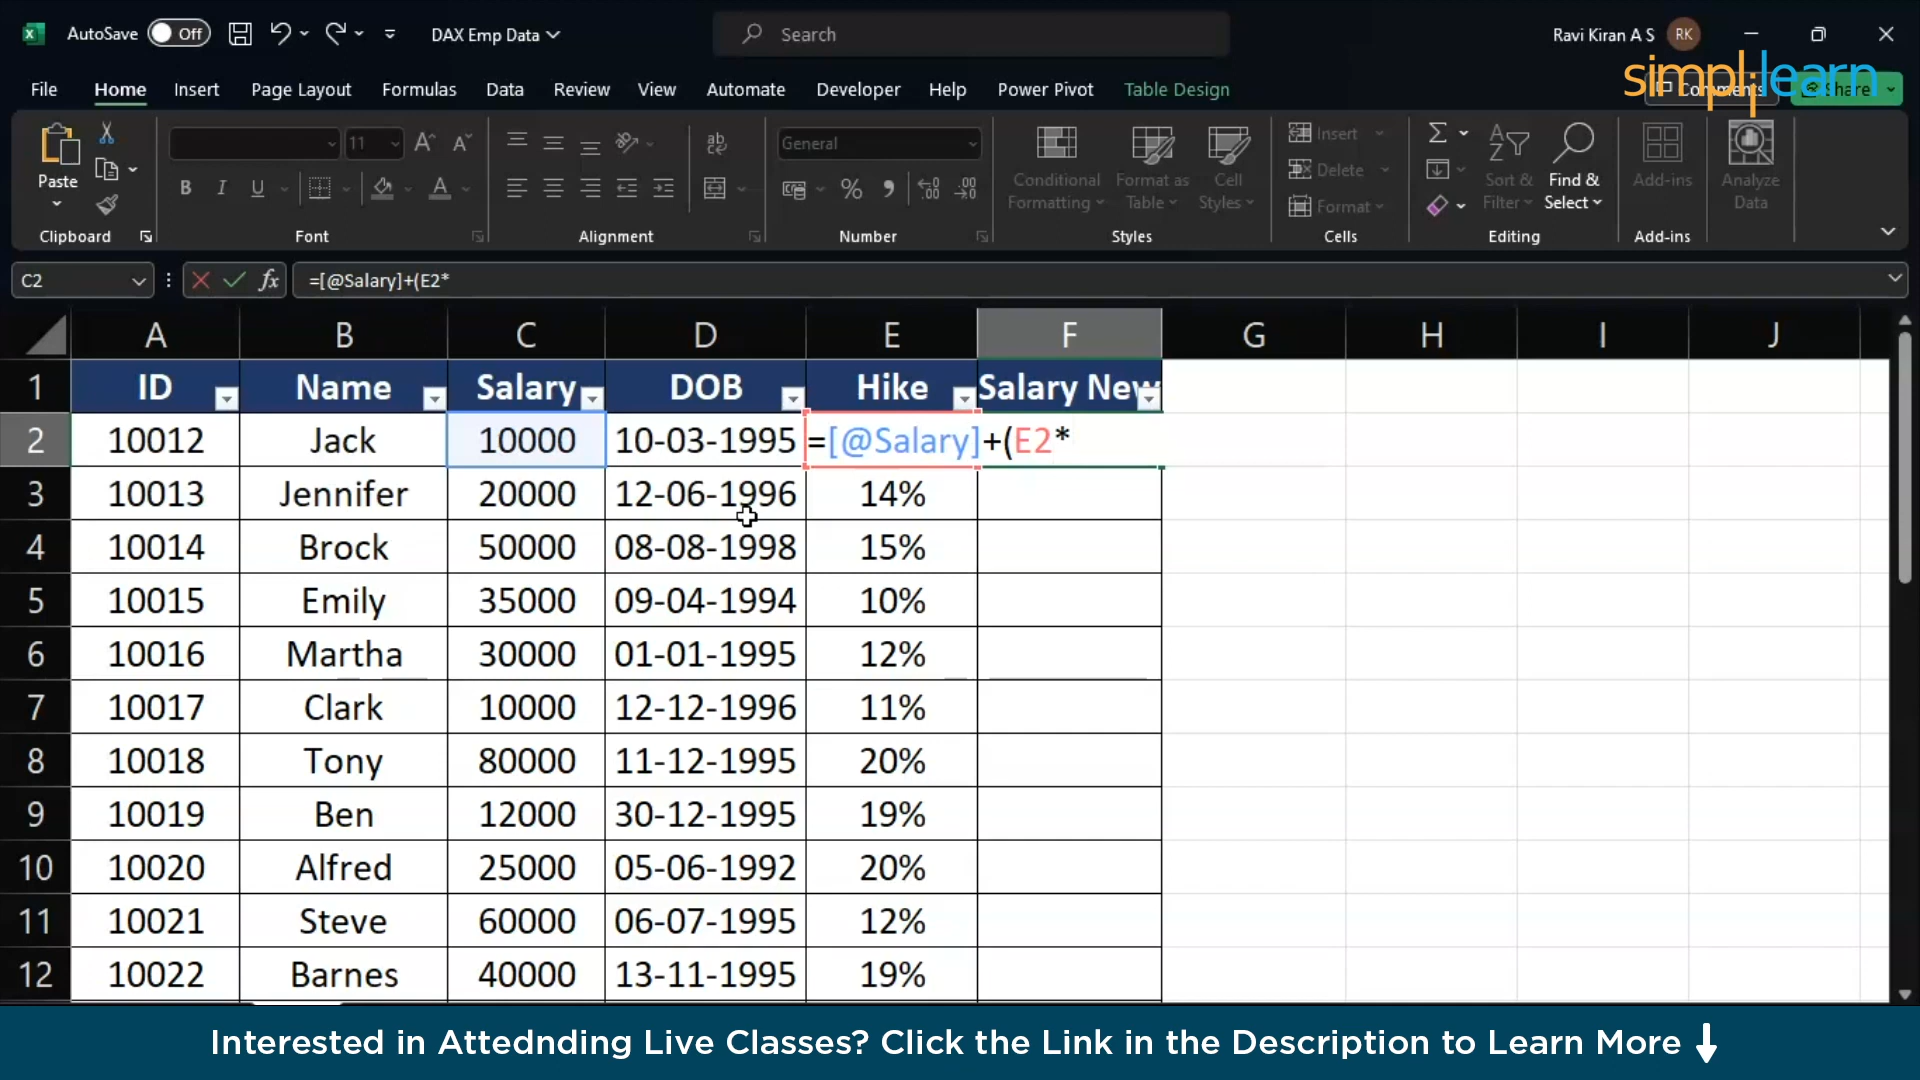 AutoSave Off DAX Emp Data Search Ravi Kiran A S RK
simplilearn
File Home Insert Page Layout Formulas Data Review View Automate Developer Help Power Pivot Table Design Comments Share
Paste 11 General Conditional Formatting Format as Table Cell Styles Insert Delete Format Sort & Filter Find & Select Add-ins Analyze Data
Clipboard Font Alignment Number Styles Cells Editing Add-ins
C2 fx =[@Salary]+(E2*
A B C D E F G H I J
1 ID Name Salary DOB Hike Salary New
2 10012 Jack 10000 10-03-1995 =[@Salary]+(E2*
3 10013 Jennifer 20000 12-06-1996 14%
4 10014 Brock 50000 08-08-1998 15%
5 10015 Emily 35000 09-04-1994 10%
6 10016 Martha 30000 01-01-1995 12%
7 10017 Clark 10000 12-12-1996 11%
8 10018 Tony 80000 11-12-1995 20%
9 10019 Ben 12000 30-12-1995 19%
10 10020 Alfred 25000 05-06-1992 20%
11 10021 Steve 60000 06-07-1995 12%
12 10022 Barnes 40000 13-11-1995 19%
Interested in Attednding Live Classes? Click the Link in the Description to Learn More